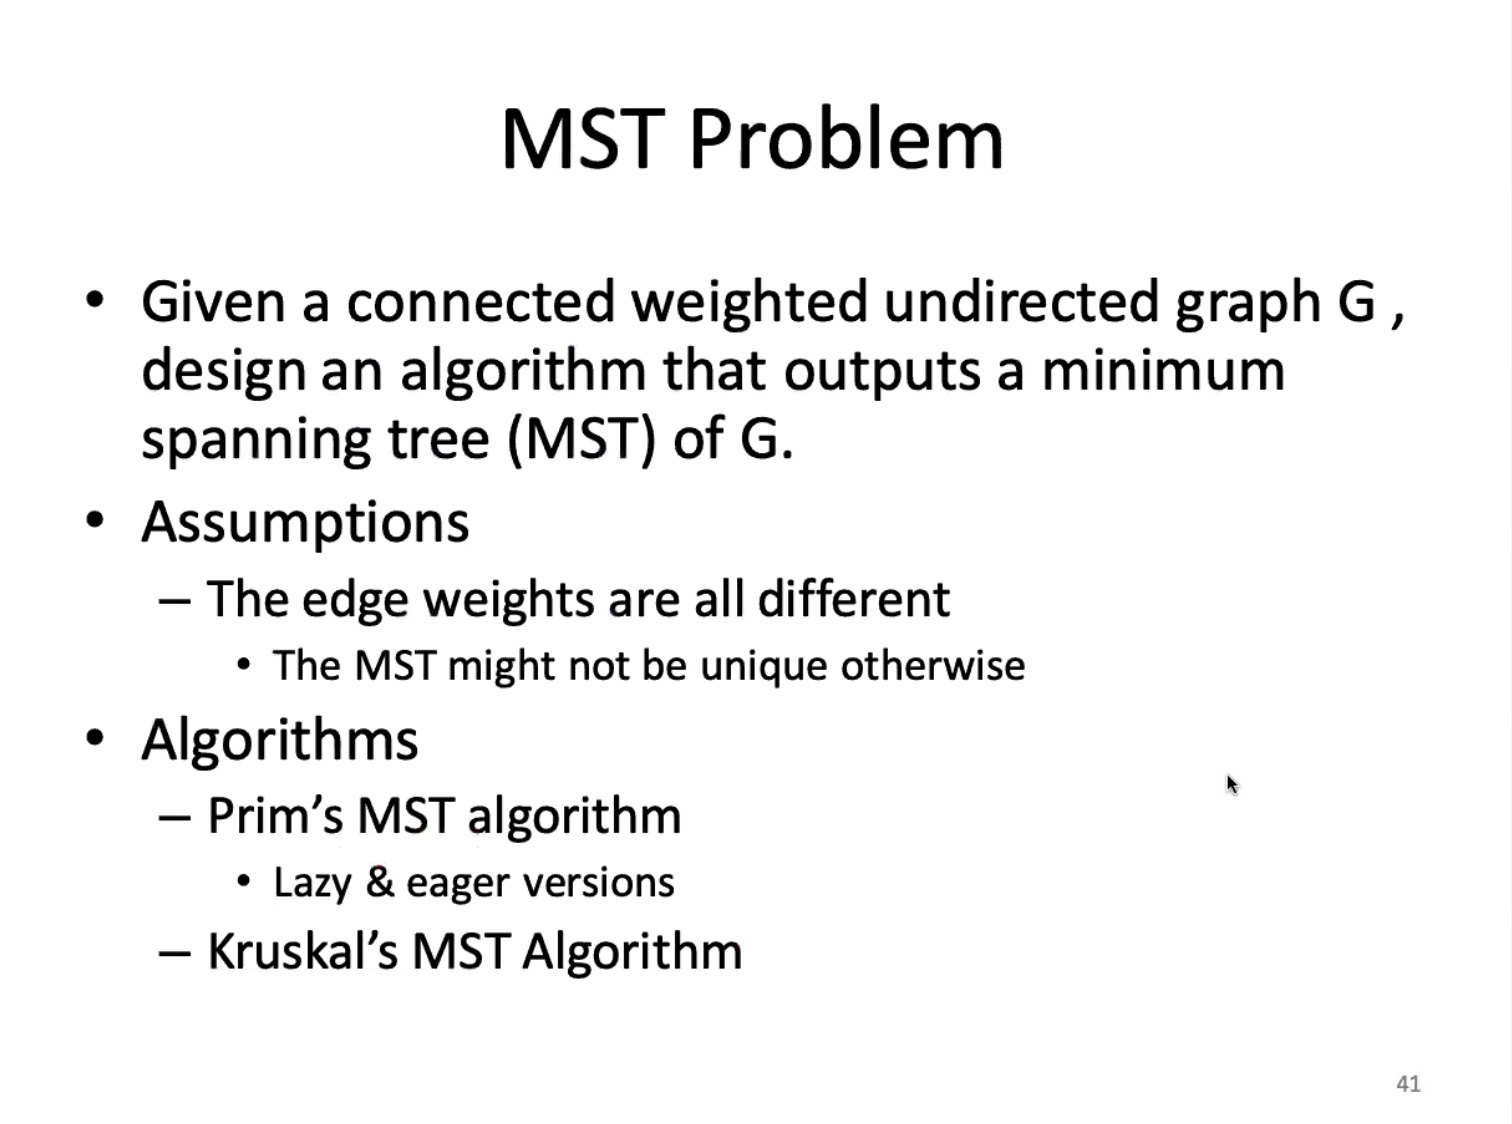 MST Problem
• Given a connected weighted undirected graph G ,
design an algorithm that outputs a minimum
spanning tree (MST) of G.
• Assumptions
– The edge weights are all different
• The MST might not be unique otherwise
• Algorithms
– Prim’s MST algorithm
• Lazy & eager versions
– Kruskal’s MST Algorithm
41